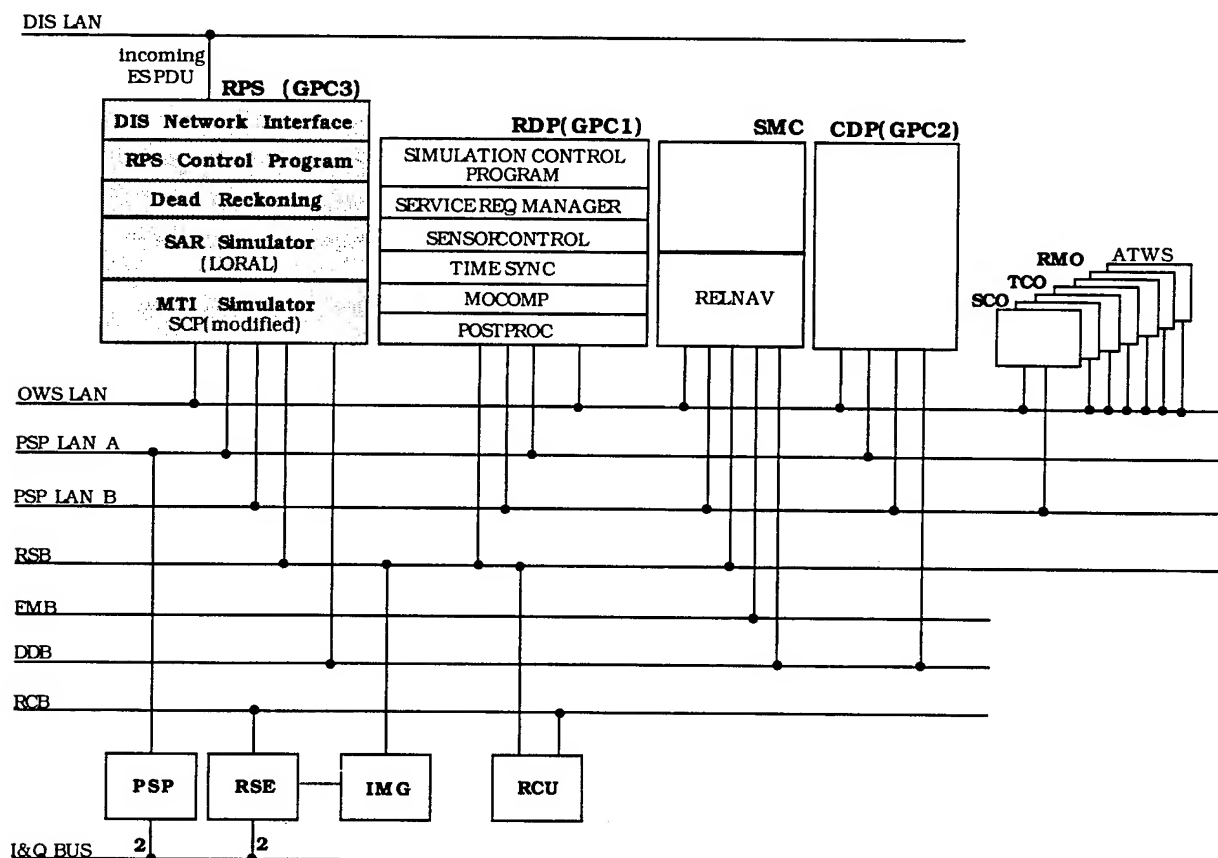 DIS LAN
incoming
ESPDU
RPS (GPC3)
DIS Network Interface
RPS Control Program
Dead Reckoning
SAR Simulator
(LORAL)
MTI Simulator
SCP(modified)
RDP(GPC1)
SIMULATION CONTROL
PROGRAM
SERVICE REQ MANAGER
SENSOR CONTROL
TIME SYNC
MOCOMP
POSTPROC
SMC
RELNAV
CDP(GPC2)
SCO
TCO
RMO
ATWS
OWS LAN
PSP LAN A
PSP LAN B
RSB
FMB
DDB
RCB
PSP
RSE
IMG
RCU
2
2
I&Q BUS